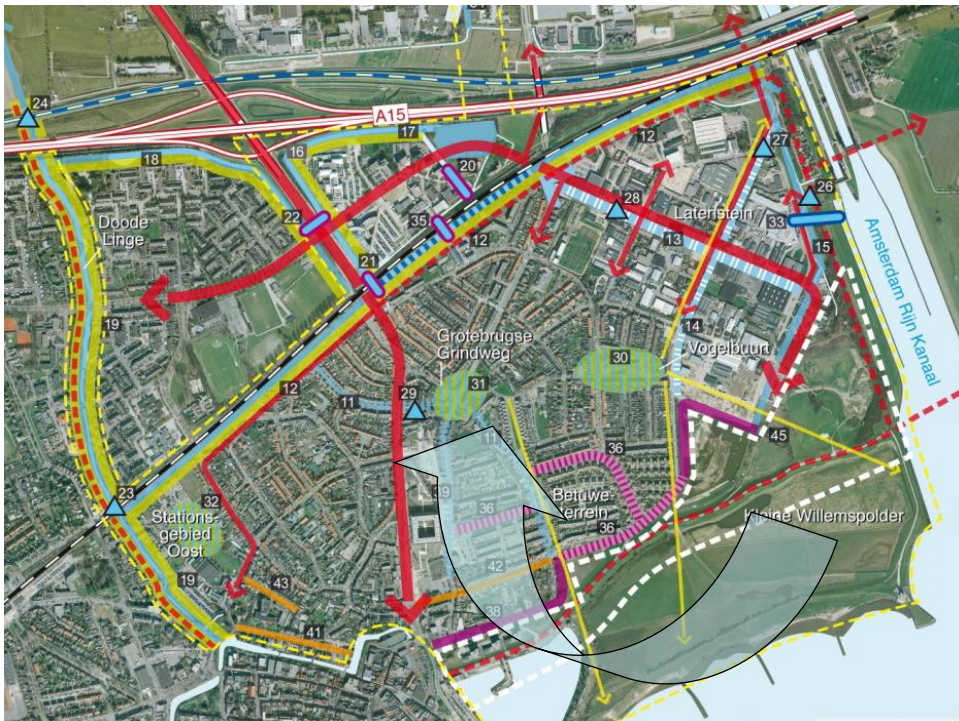 24
A15
17
18
16
12
27
20
26
Doode
Linge
22
35
28
Latenstein
33
12
13
15
21
Amsterdam Rijn Kanaal
19
Grotebrugse
Grindweg
14
Vogelbuurt
30
12
31
29
11
11
45
36
39
23
32
36
Betuwe-
terrein
36
Kleine Willemspolder
Stations-
gebied
Oost
19
43
42
38
41